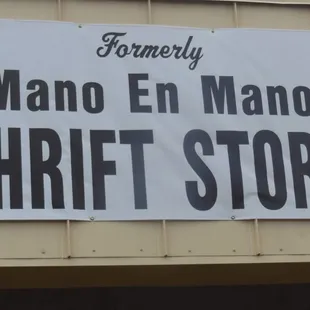 Formerly
Mano En Mano
HRIFT STOR